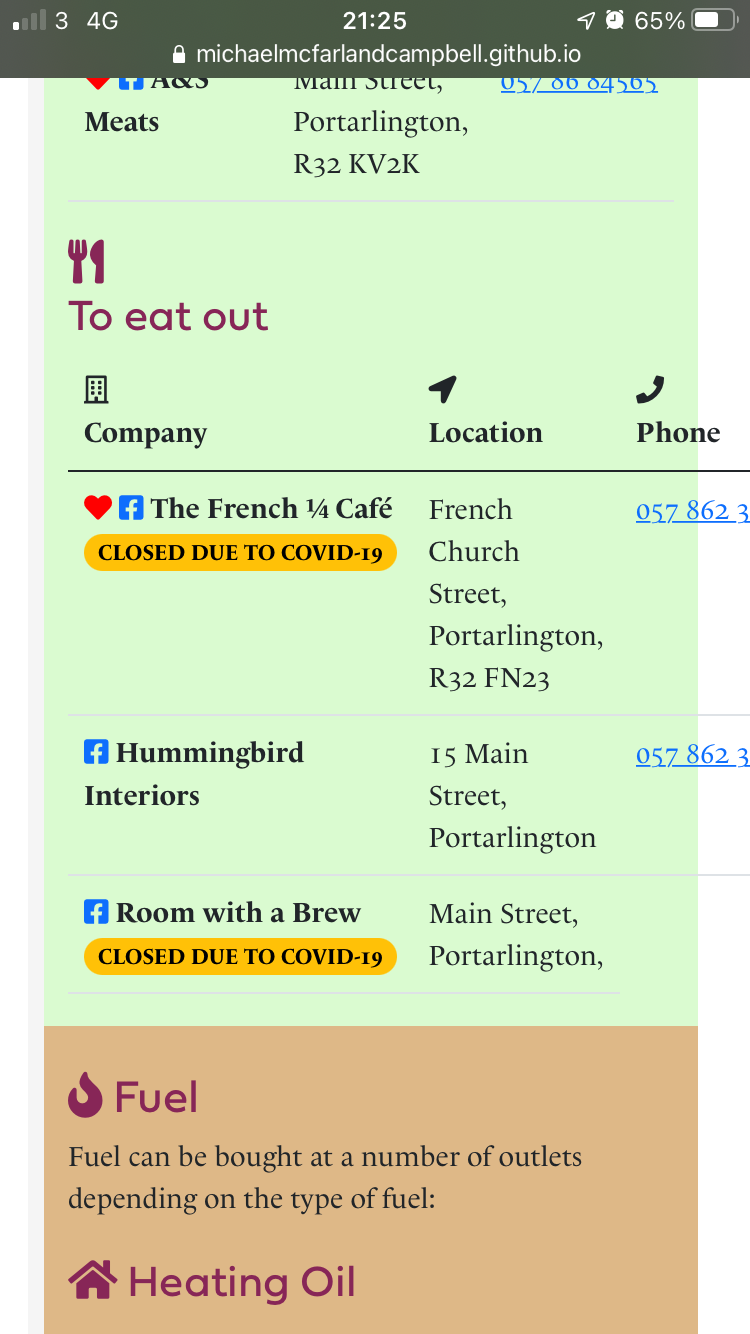 3 4G 21:25 65%
michaelmcfarlandcampbell.github.io
A&S Main Street, 057 86 84565
Meats Portarlington,
R32 KV2K
To eat out
Company Location Phone
The French ¼ Café French 057 862 3
CLOSED DUE TO COVID-19 Church
Street,
Portarlington,
R32 FN23
Hummingbird 15 Main 057 862 3
Interiors Street,
Portarlington
Room with a Brew Main Street,
CLOSED DUE TO COVID-19 Portarlington,
Fuel
Fuel can be bought at a number of outlets
depending on the type of fuel:
Heating Oil